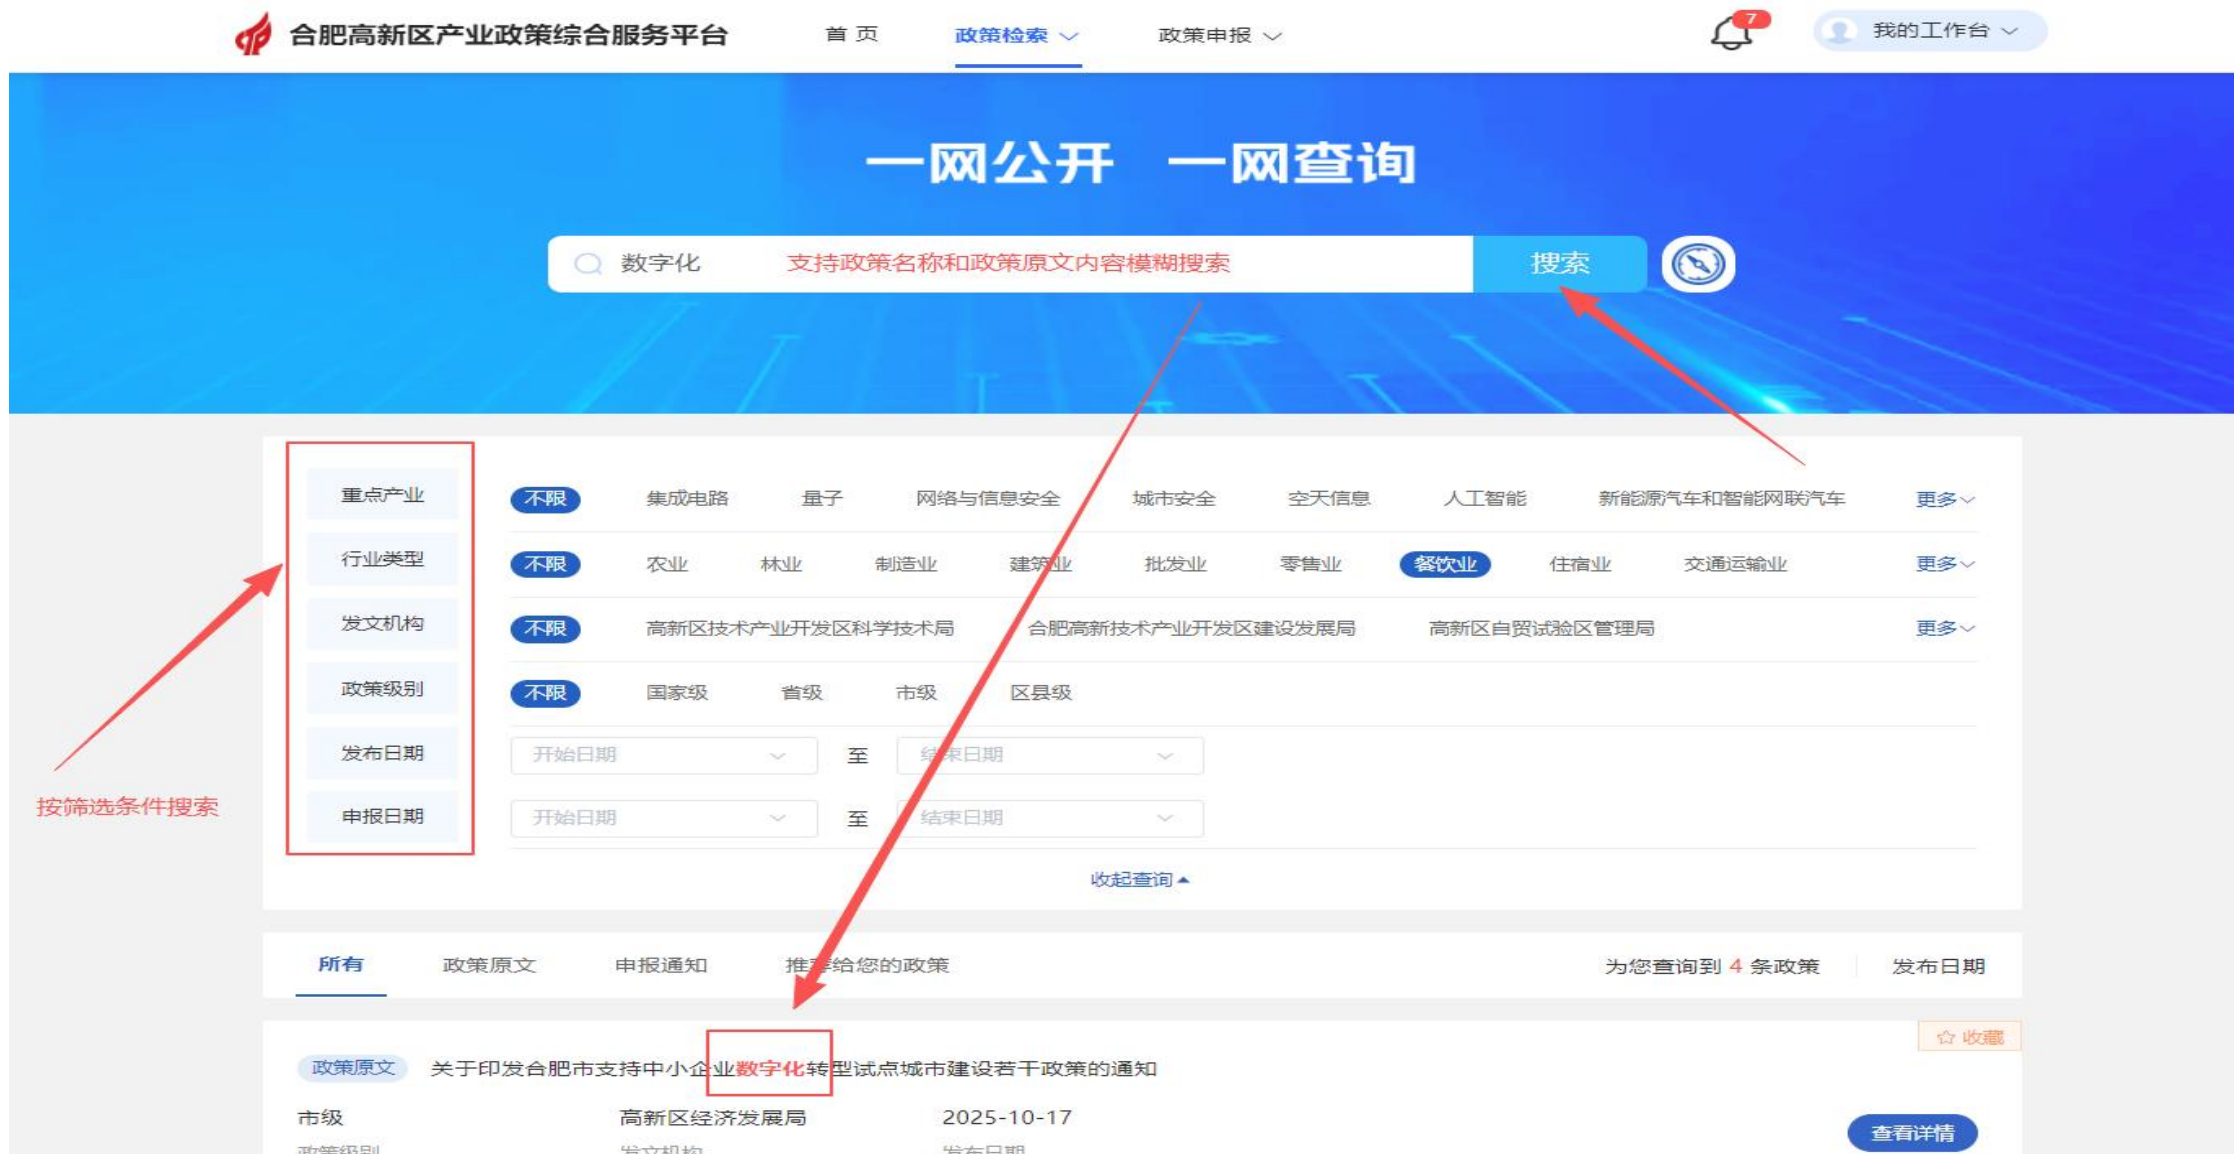 合肥高新区产业政策综合服务平台 首页 政策检索 政策申报 7 我的工作台
一网公开 一网查询
数字化 支持政策名称和政策原文内容模糊搜索 搜索
重点产业 不限 集成电路 量子 网络与信息安全 城市安全 空天信息 人工智能 新能源汽车和智能网联汽车 更多
行业类型 不限 农业 林业 制造业 建筑业 批发业 零售业 餐饮业 住宿业 交通运输业 更多
发文机构 不限 高新区技术产业开发区科学技术局 合肥高新技术产业开发区建设发展局 高新区自贸试验区管理局 更多
政策级别 不限 国家级 省级 市级 区县级
发布日期 开始日期 至 结束日期
按筛选条件搜索
申报日期 开始日期 至 结束日期
收起查询
所有 政策原文 申报通知 推荐给您的政策 为您查询到 4 条政策 发布日期
收藏
政策原文 关于印发合肥市支持中小企业数字化转型试点城市建设若干政策的通知
市级 高新区经济发展局 2025-10-17
查看详情
政策级别 发文机构 发布日期